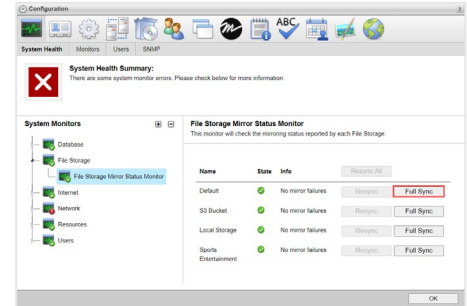 Configuration
ABC
System Health Monitors Users SNMP
System Health Summary:
There are some system monitor errors. Please check below for more information.
System Monitors
Database
File Storage
File Storage Mirror Status Monitor
Internet
Network
Resources
Users
File Storage Mirror Status Monitor
This monitor will check the mirroring status reported by each File Storage.
Name State Info Resync All
Default No mirror failures Resync Full Sync
S3 Bucket No mirror failures Resync Full Sync
Local Storage No mirror failures Resync Full Sync
Sports Entertainment No mirror failures Resync Full Sync
OK